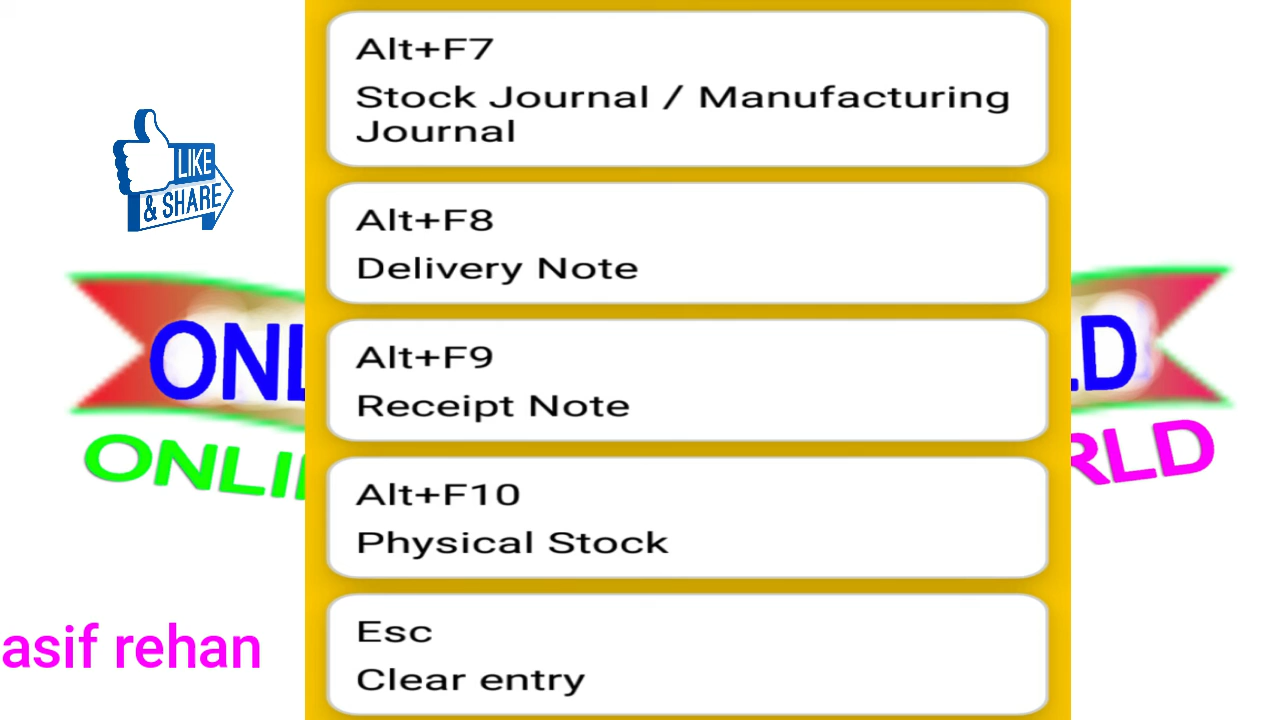 Alt+F7
Stock Journal / Manufacturing
Journal
LIKE
& SHARE
Alt+F8
Delivery Note
Alt+F9
Receipt Note
Alt+F10
Physical Stock
Esc
Clear entry
asif rehan